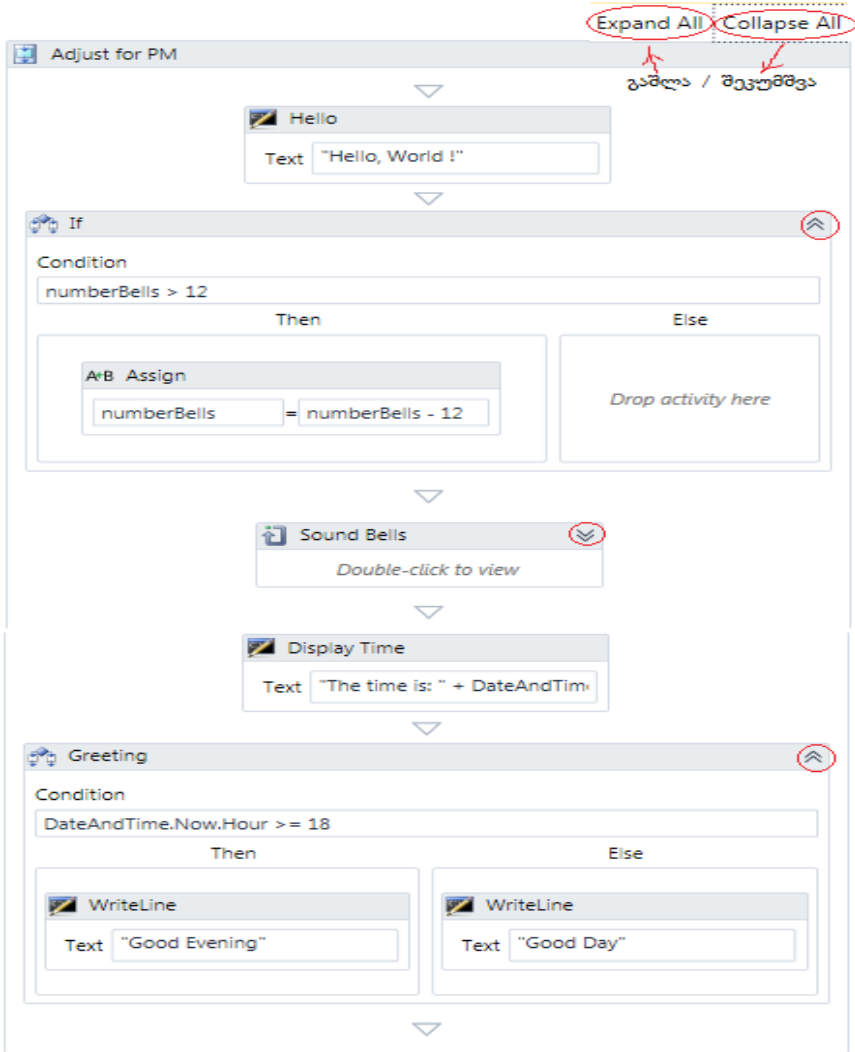 Expand All Collapse All
Adjust for PM
გაშლა / შეკუმშვა
Hello
Text "Hello, World !"
If
Condition
numberBells > 12
Then Else
A+B Assign
numberBells = numberBells - 12
Drop activity here
Sound Bells
Double-click to view
Display Time
Text "The time is: " + DateAndTim
Greeting
Condition
DateAndTime.Now.Hour >= 18
Then Else
WriteLine WriteLine
Text "Good Evening" Text "Good Day"